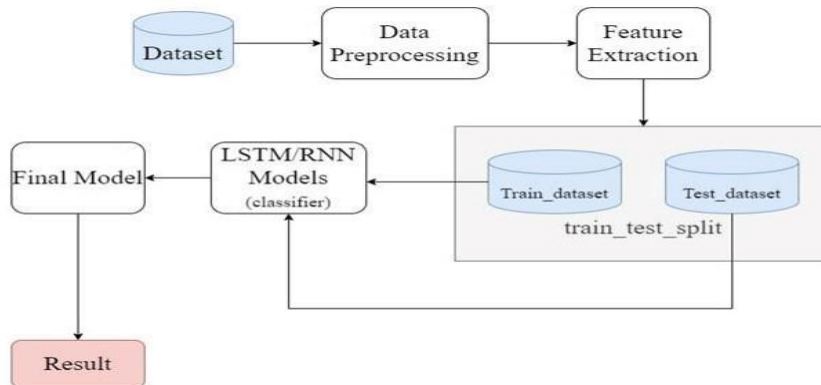 Dataset
Data
Preprocessing
Feature
Extraction
Final Model
LSTM/RNN
Models
(classifier)
Train_dataset
Test_dataset
train_test_split
Result